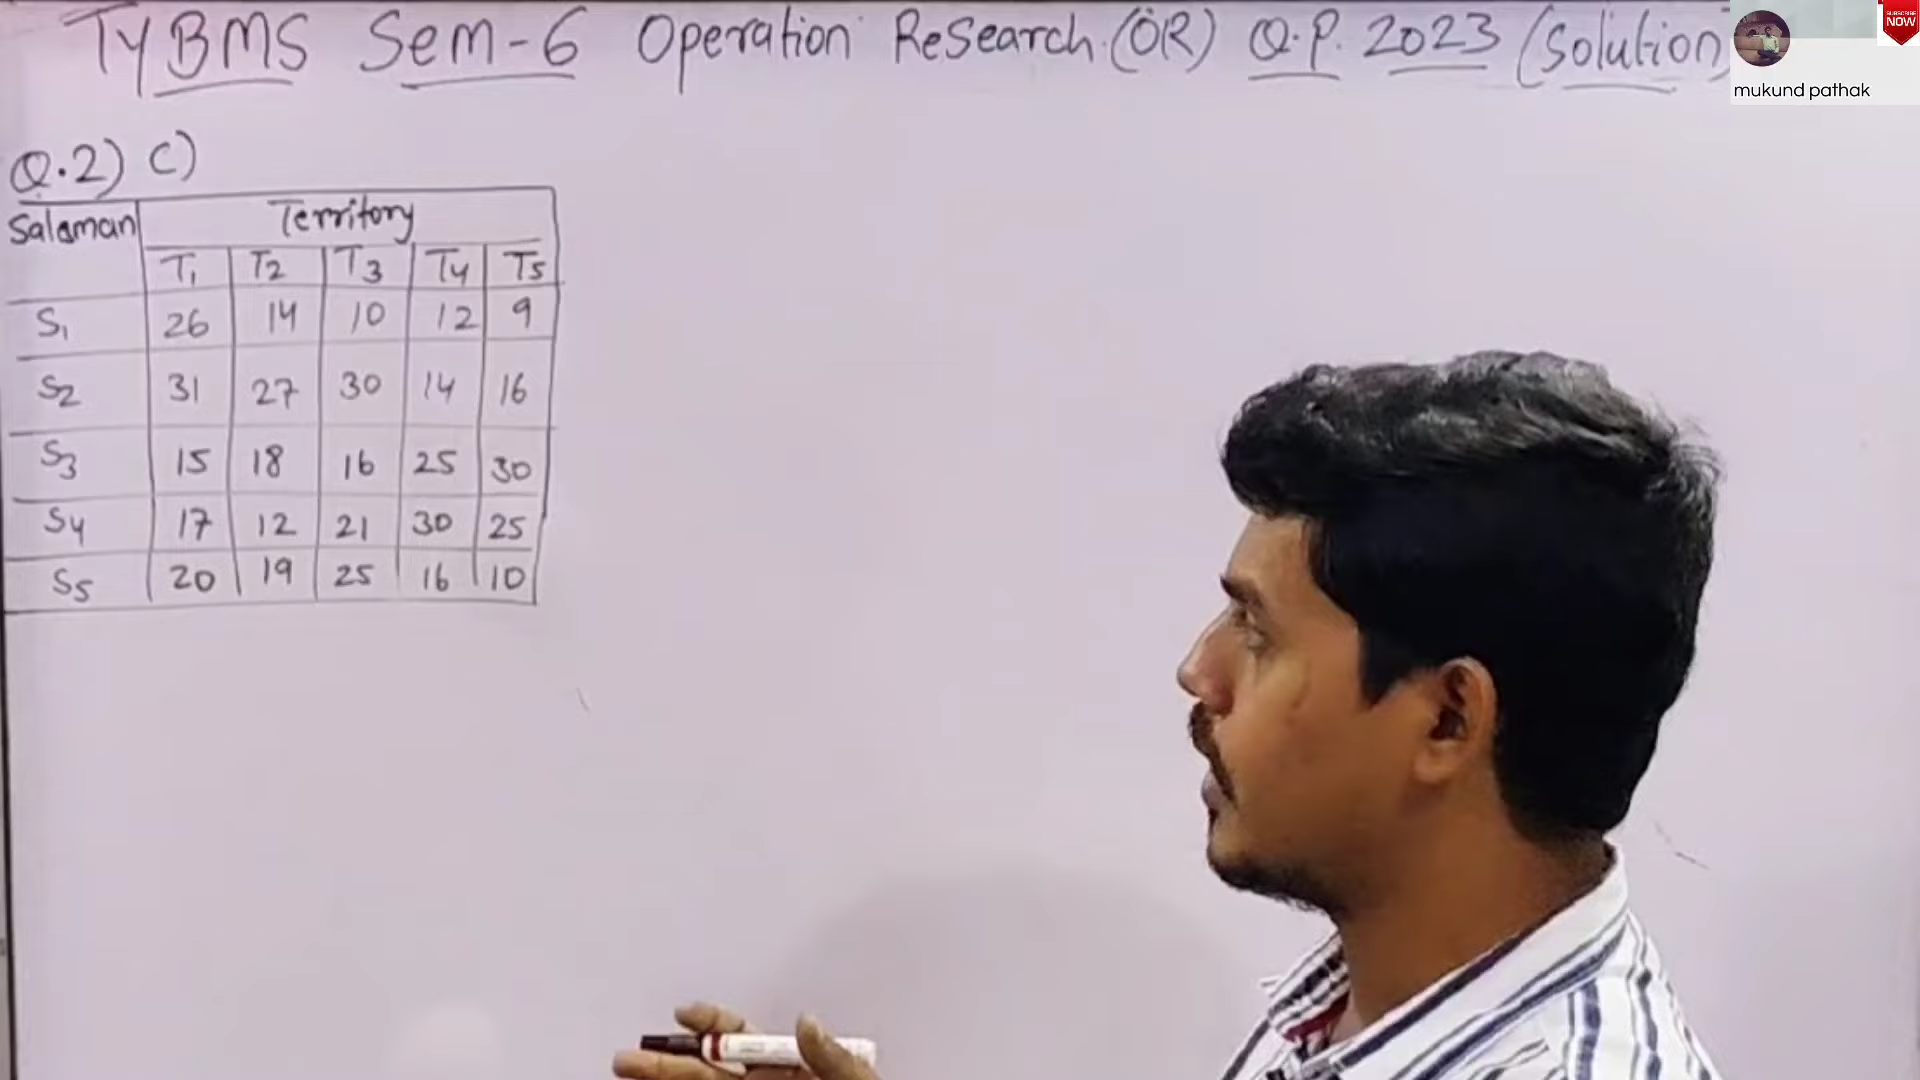 TyBMS Sem-6 Operation ReSearch.(OR) Q.P. 2023 (Solution)
SUBSCRIBE NOW
mukund pathak
Q.2) C)
Salaman Territory
T1 T2 T3 T4 T5
S1 26 14 10 12 9
S2 31 27 30 14 16
S3 15 18 16 25 30
S4 17 12 21 30 25
S5 20 19 25 16 10